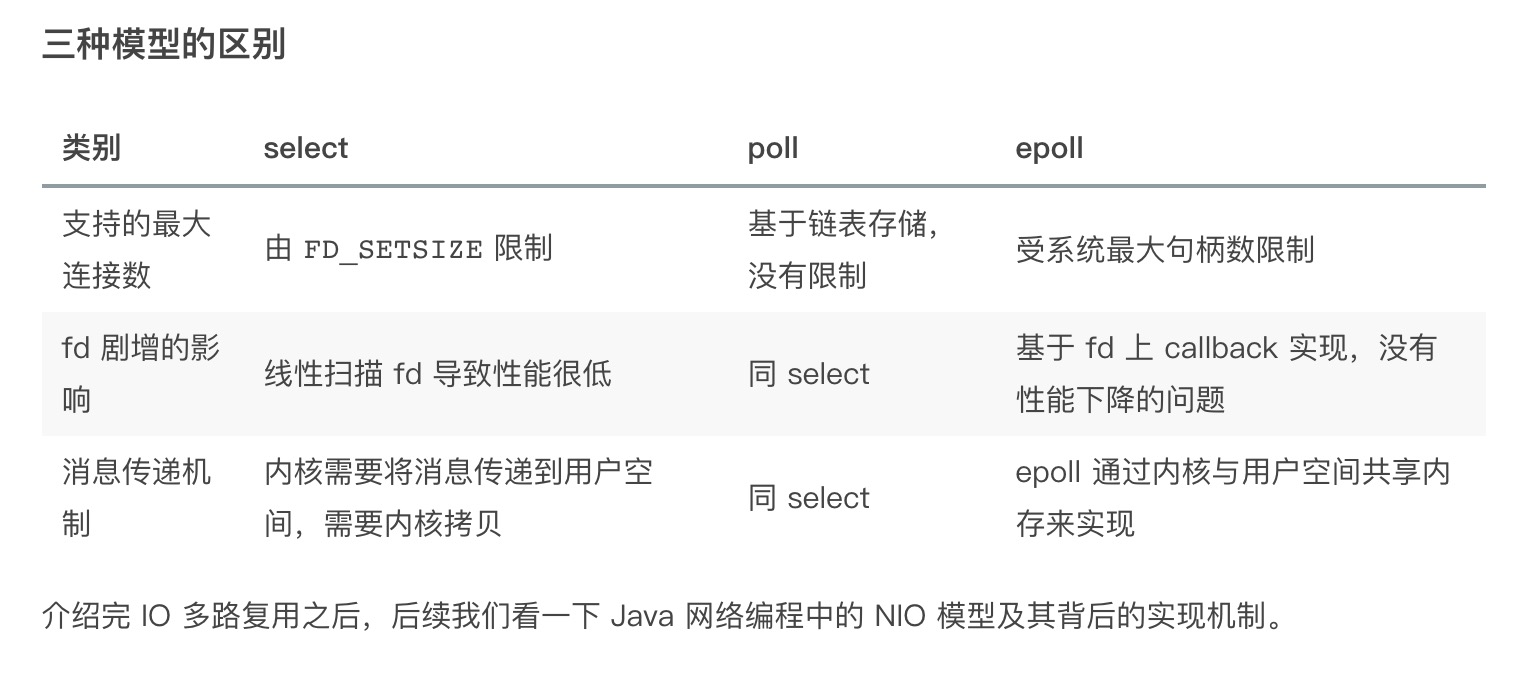 三种模型的区别
类别 select poll epoll
支持的最大连接数 由 FD_SETSIZE 限制 基于链表存储，没有限制 受系统最大句柄数限制
fd 剧增的影响 线性扫描 fd 导致性能很低 同 select 基于 fd 上 callback 实现，没有性能下降的问题
消息传递机制 内核需要将消息传递到用户空间，需要内核拷贝 同 select epoll 通过内核与用户空间共享内存来实现
介绍完 IO 多路复用之后，后续我们看一下 Java 网络编程中的 NIO 模型及其背后的实现机制。